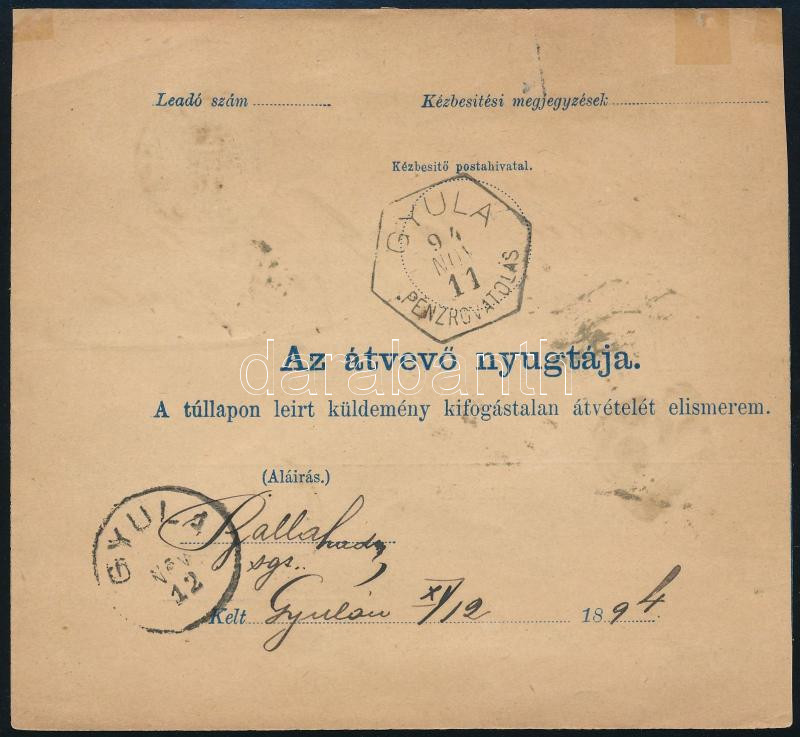 Leadó szám
Kézbesitési megjegyzések
Kézbesitő postahivatal.
GYULA
94
NOV
11
PÉNZROVATOLÁS
Az átvevő nyugtája.
darabanth
A túllapon leirt küldemény kifogástalan átvételét elismerem.
(Aláirás.)
GYULA
NOV
12
Kelt Gyulán XI/12 1894